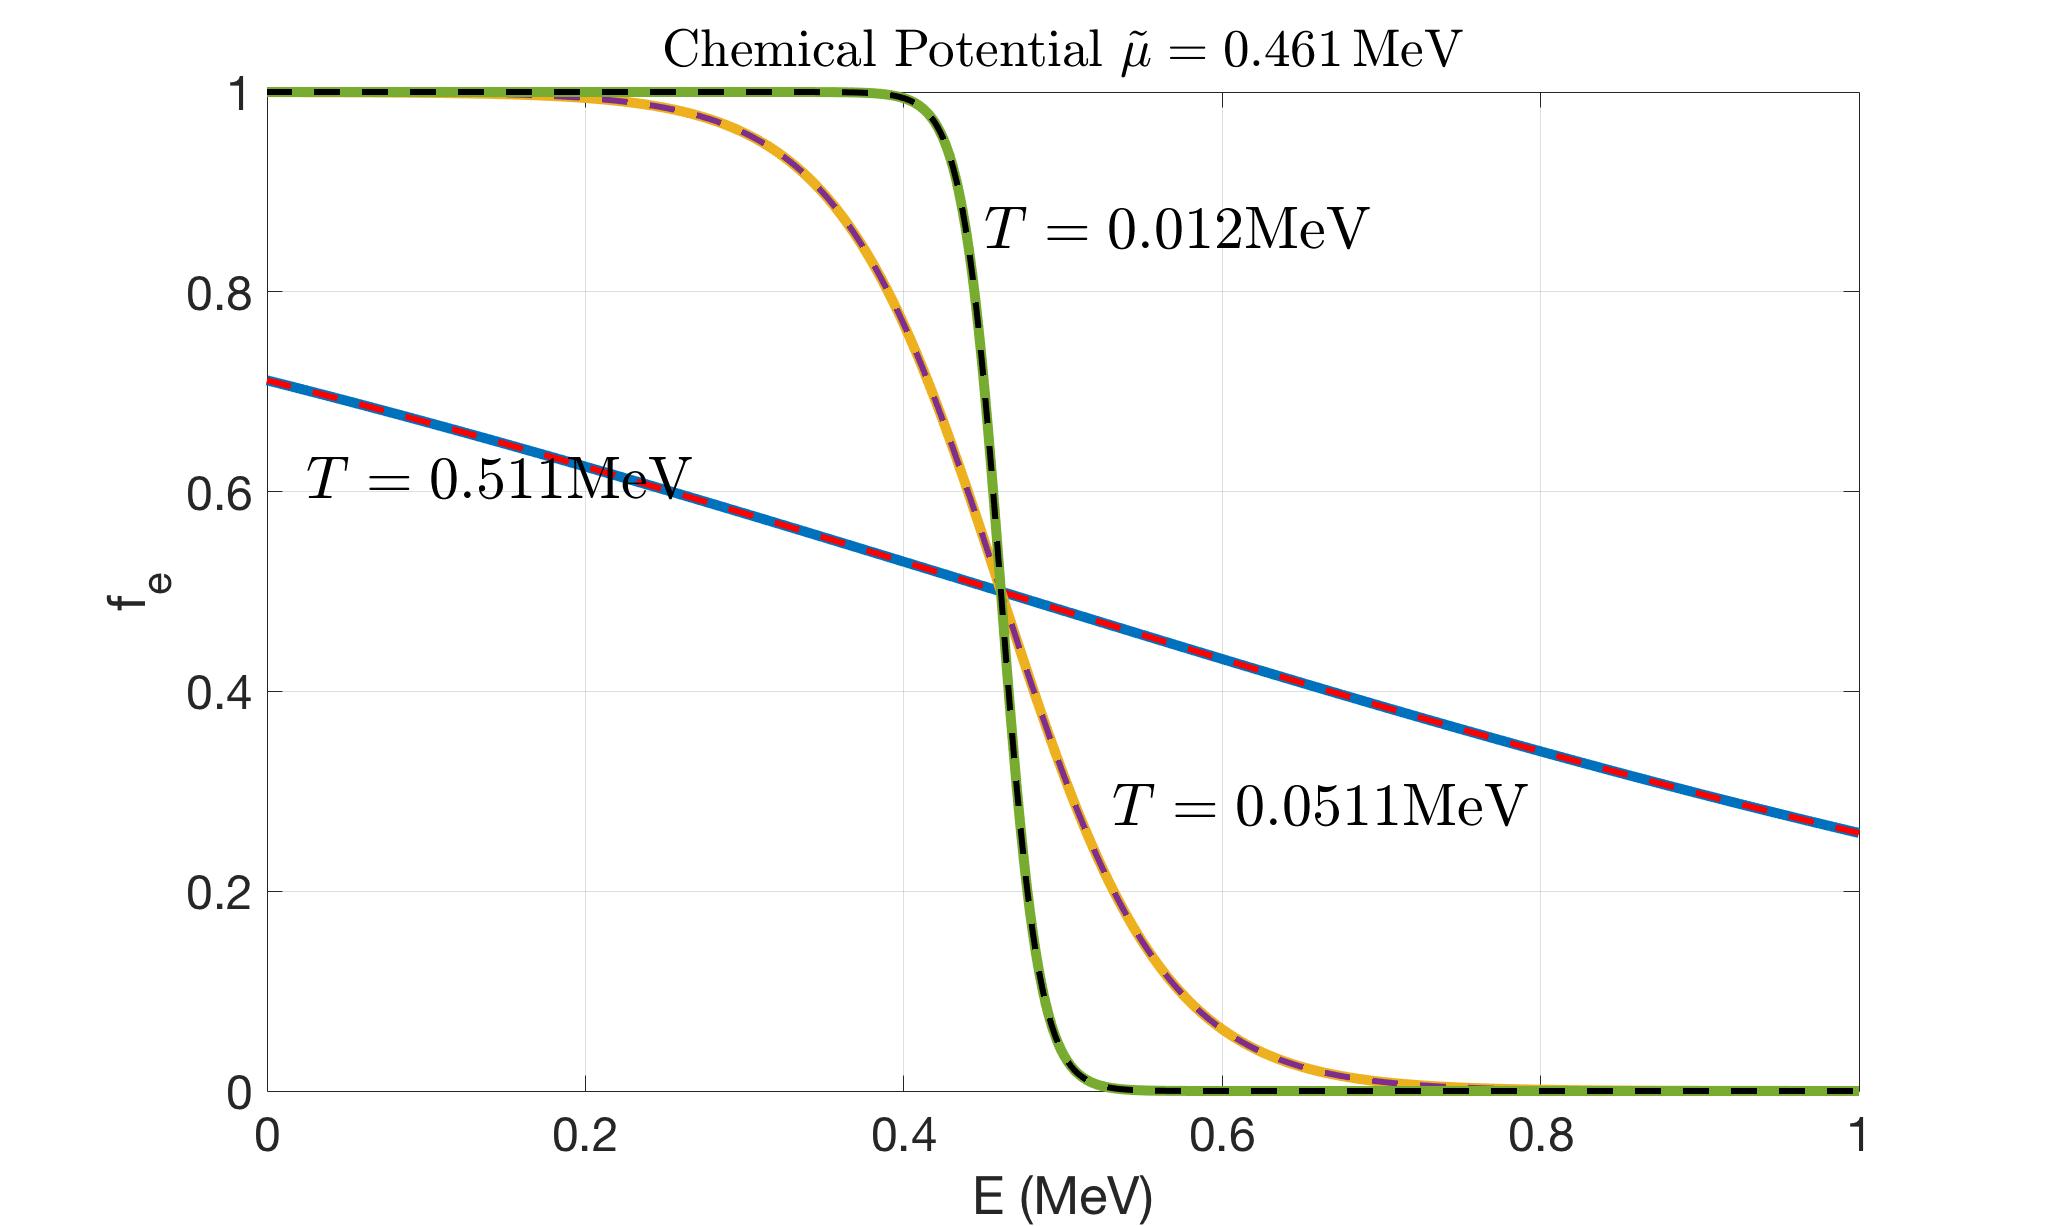 Chemical Potential μ̃ = 0.461 MeV
1
0.8
0.6
0.4
0.2
0
f_e
T = 0.012MeV
T = 0.511MeV
T = 0.0511MeV
0 0.2 0.4 0.6 0.8 1
E (MeV)